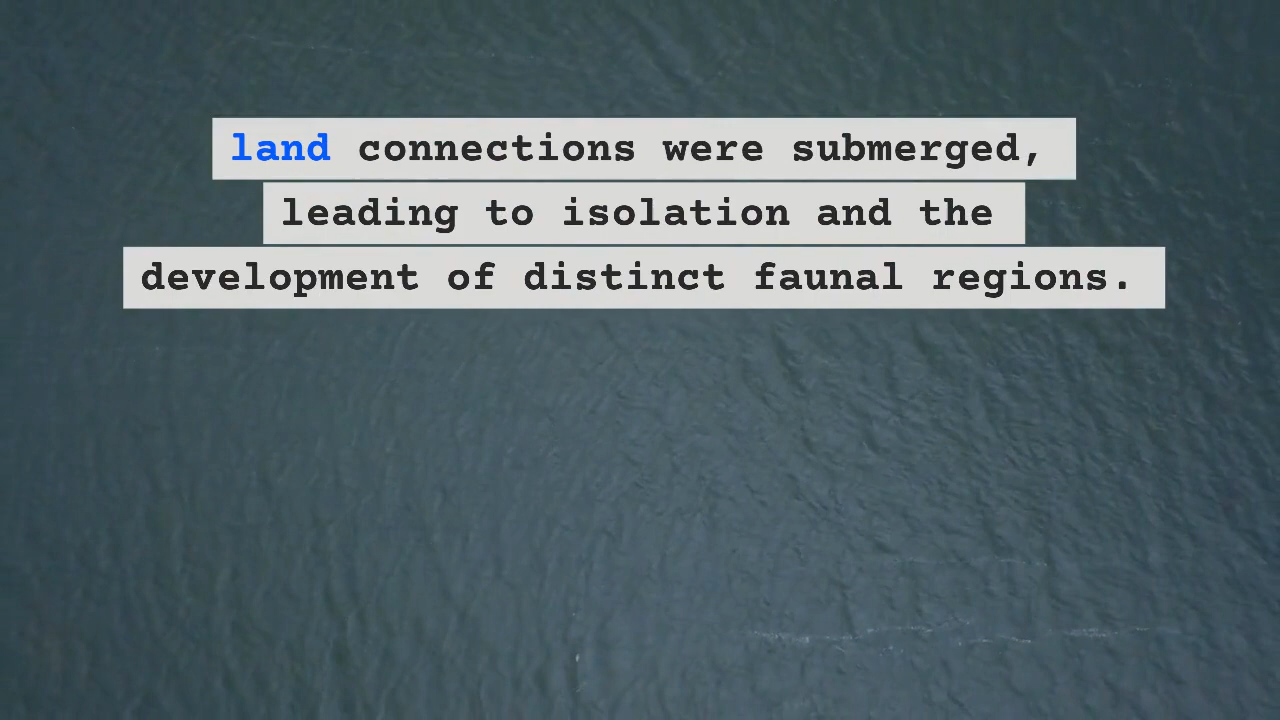 land connections were submerged,
leading to isolation and the
development of distinct faunal regions.